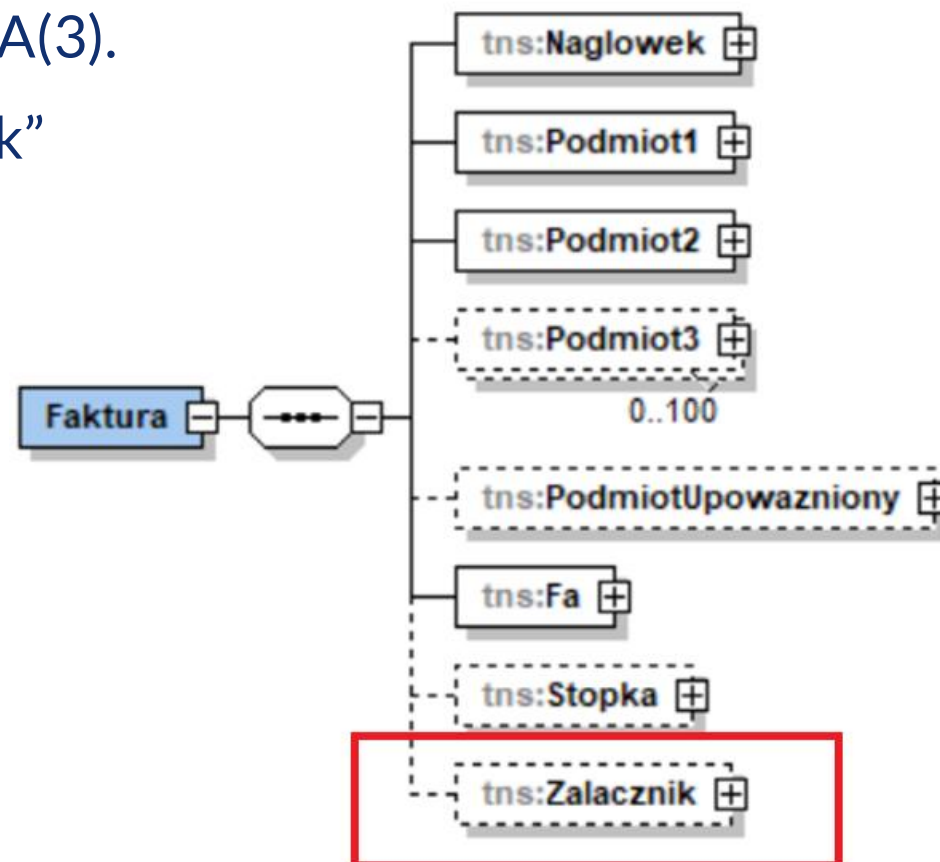 A(3).
k”
tns:Naglowek
tns:Podmiot1
tns:Podmiot2
tns:Podmiot3
0..100
Faktura
tns:PodmiotUpowazniony
tns:Fa
tns:Stopka
tns:Zalacznik